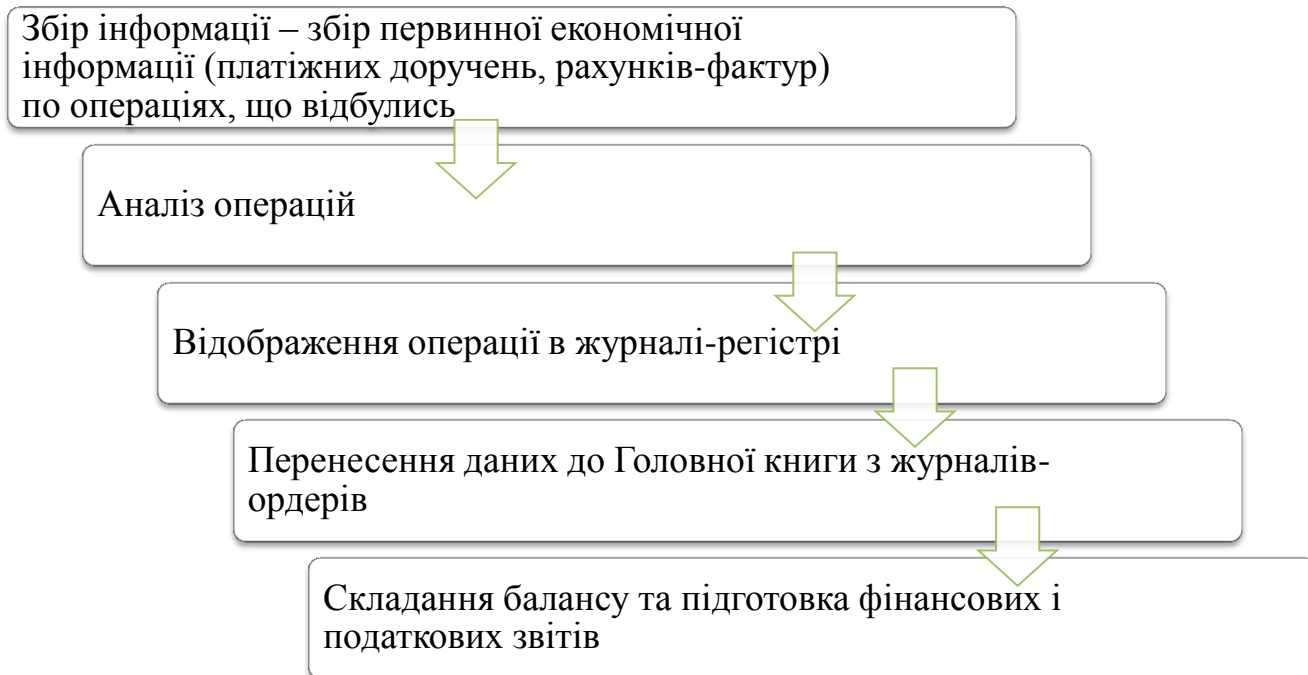 Збір інформації – збір первинної економічної
інформації (платіжних доручень, рахунків-фактур)
по операціях, що відбулись
Аналіз операцій
Відображення операції в журналі-регістрі
Перенесення даних до Головної книги з журналів-
ордерів
Складання балансу та підготовка фінансових і
податкових звітів